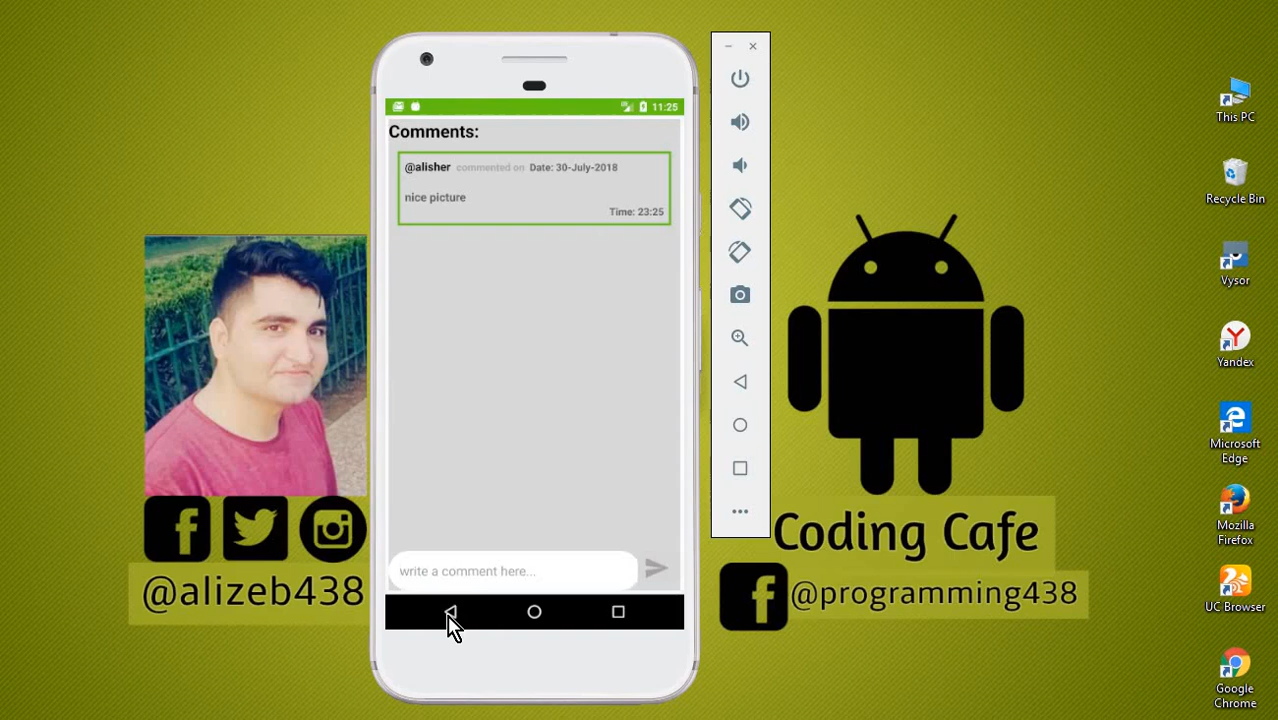 11:25
Comments:
@alisher commented on Date: 30-July-2018
nice picture
Time: 23:25
write a comment here...
@alizeb438
Coding Cafe
@programming438
This PC
Recycle Bin
Vysor
Yandex
Microsoft
Edge
Mozilla
Firefox
UC Browser
Google
Chrome